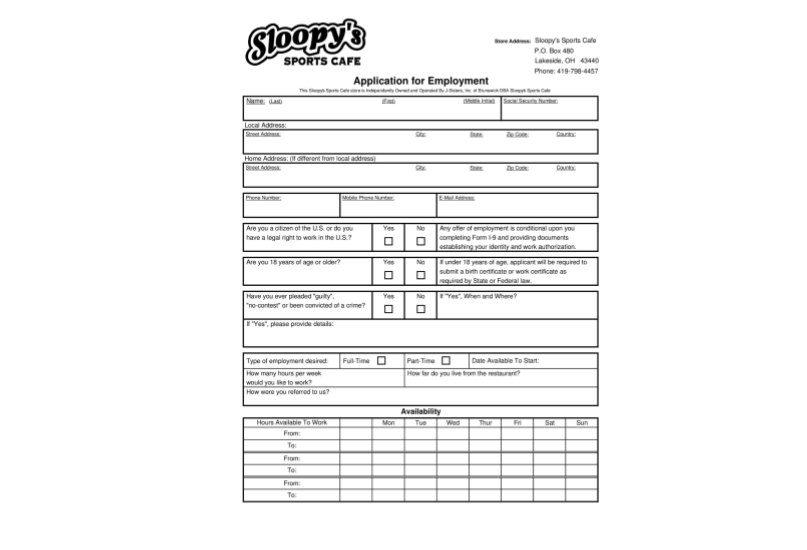 Sloopy's
SPORTS CAFE
Store Address: Sloopy's Sports Cafe
P.O. Box 480
Lakeside, OH 43440
Phone: 419-798-4457
Application for Employment
This Sloopy's Sports Cafe store is Independently Owned and Operated By J-Sisters, Inc. of Brunswick DBA Sloopy's Sports Cafe
Name: (Last) (First) (Middle Initial) Social Security Number:
Local Address:
Street Address: City: State: Zip Code: Country:
Home Address: (If different from local address)
Street Address: City: State: Zip Code: Country:
Phone Number: Mobile Phone Number: E-Mail Address:
Are you a citizen of the U.S. or do you Yes No Any offer of employment is conditional upon you
have a legal right to work in the U.S.? completing Form I-9 and providing documents
establishing your identity and work authorization.
Are you 18 years of age or older? Yes No If under 18 years of age, applicant will be required to
submit a birth certificate or work certificate as
required by State or Federal law.
Have you ever pleaded "guilty", Yes No If "Yes", When and Where?
"no-contest" or been convicted of a crime?
If "Yes", please provide details:
Type of employment desired: Full-Time Part-Time Date Available To Start:
How many hours per week How far do you live from the restaurant?
would you like to work?
How were you referred to us?
Availability
Hours Available To Work Mon Tue Wed Thur Fri Sat Sun
From:
To:
From:
To:
From:
To: